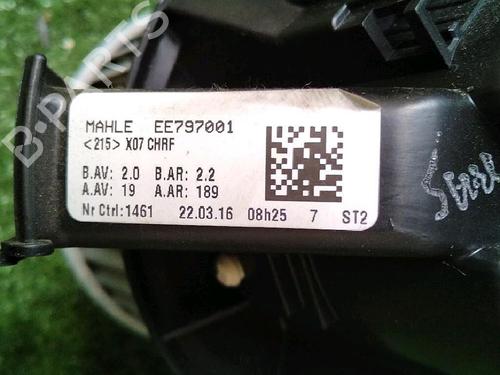 B-PARTS
MAHLE EE797001
<215> X07 CHRF
B.AV: 2.0 B.AR: 2.2
A.AV: 19 A.AR: 189
Nr Ctrl:1461 22.03.16 08h25 7 ST2